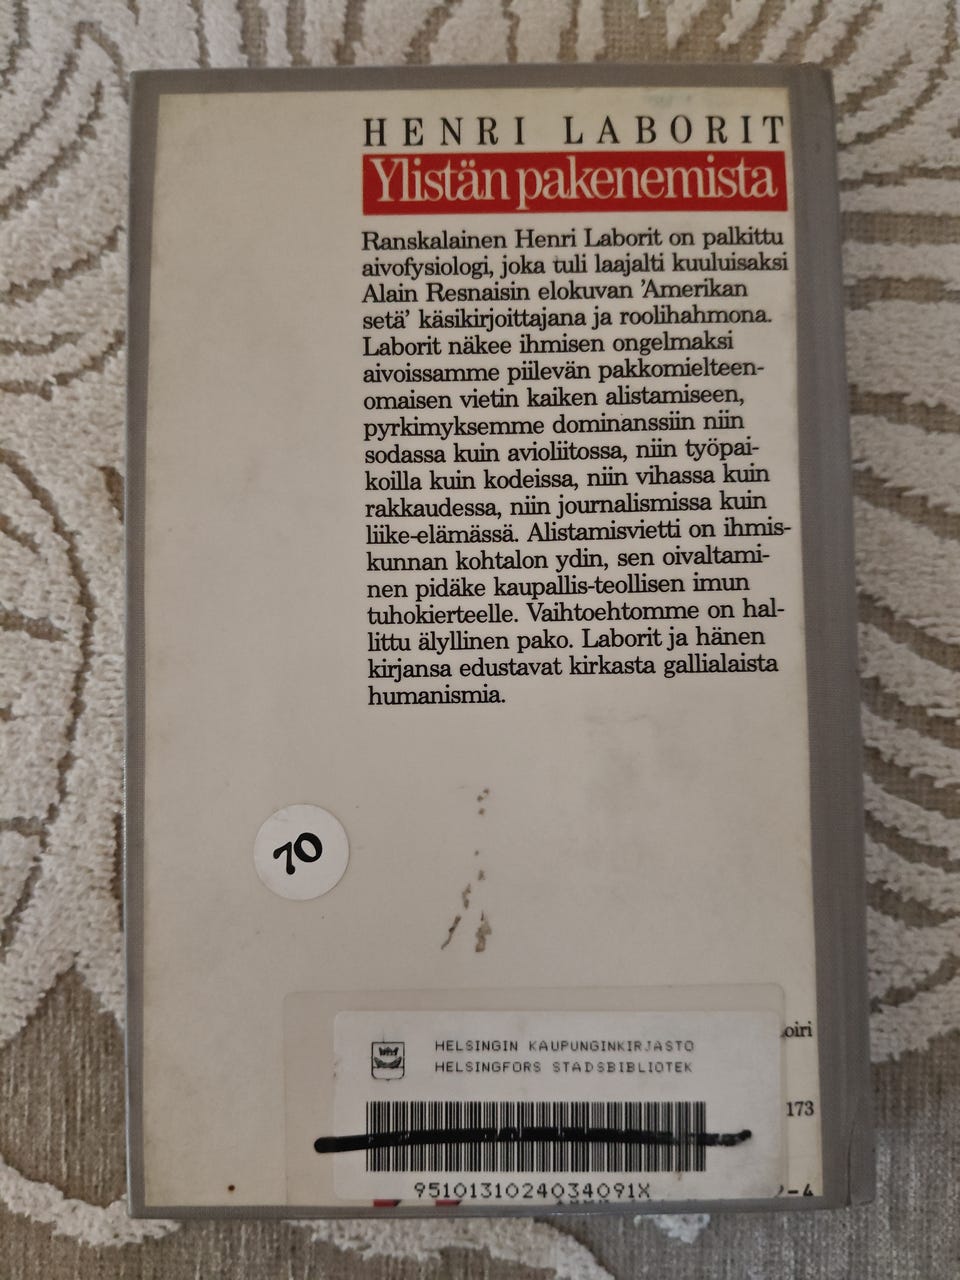 HENRI LABORIT
Ylistän pakenemista
Ranskalainen Henri Laborit on palkittu
aivofysiologi, joka tuli laajalti kuuluisaksi
Alain Resnaisin elokuvan 'Amerikan
setä' käsikirjoittajana ja roolihahmona.
Laborit näkee ihmisen ongelmaksi
aivoissamme piilevän pakkomielteen-
omaisen vietin kaiken alistamiseen,
pyrkimyksemme dominanssiin niin
sodassa kuin avioliitossa, niin työpai-
koilla kuin kodeissa, niin vihassa kuin
rakkaudessa, niin journalismissa kuin
liike-elämässä. Alistamisvietti on ihmis-
kunnan kohtalon ydin, sen oivaltami-
nen pidäke kaupallis-teollisen imun
tuhokierteelle. Vaihtoehtomme on hal-
littu älyllinen pako. Laborit ja hänen
kirjansa edustavat kirkasta gallialaista
humanismia.
70
oiri
HELSINGIN KAUPUNGINKIRJASTO
HELSINGFORS STADSBIBLIOTEK
173
9510131024034091X
-4